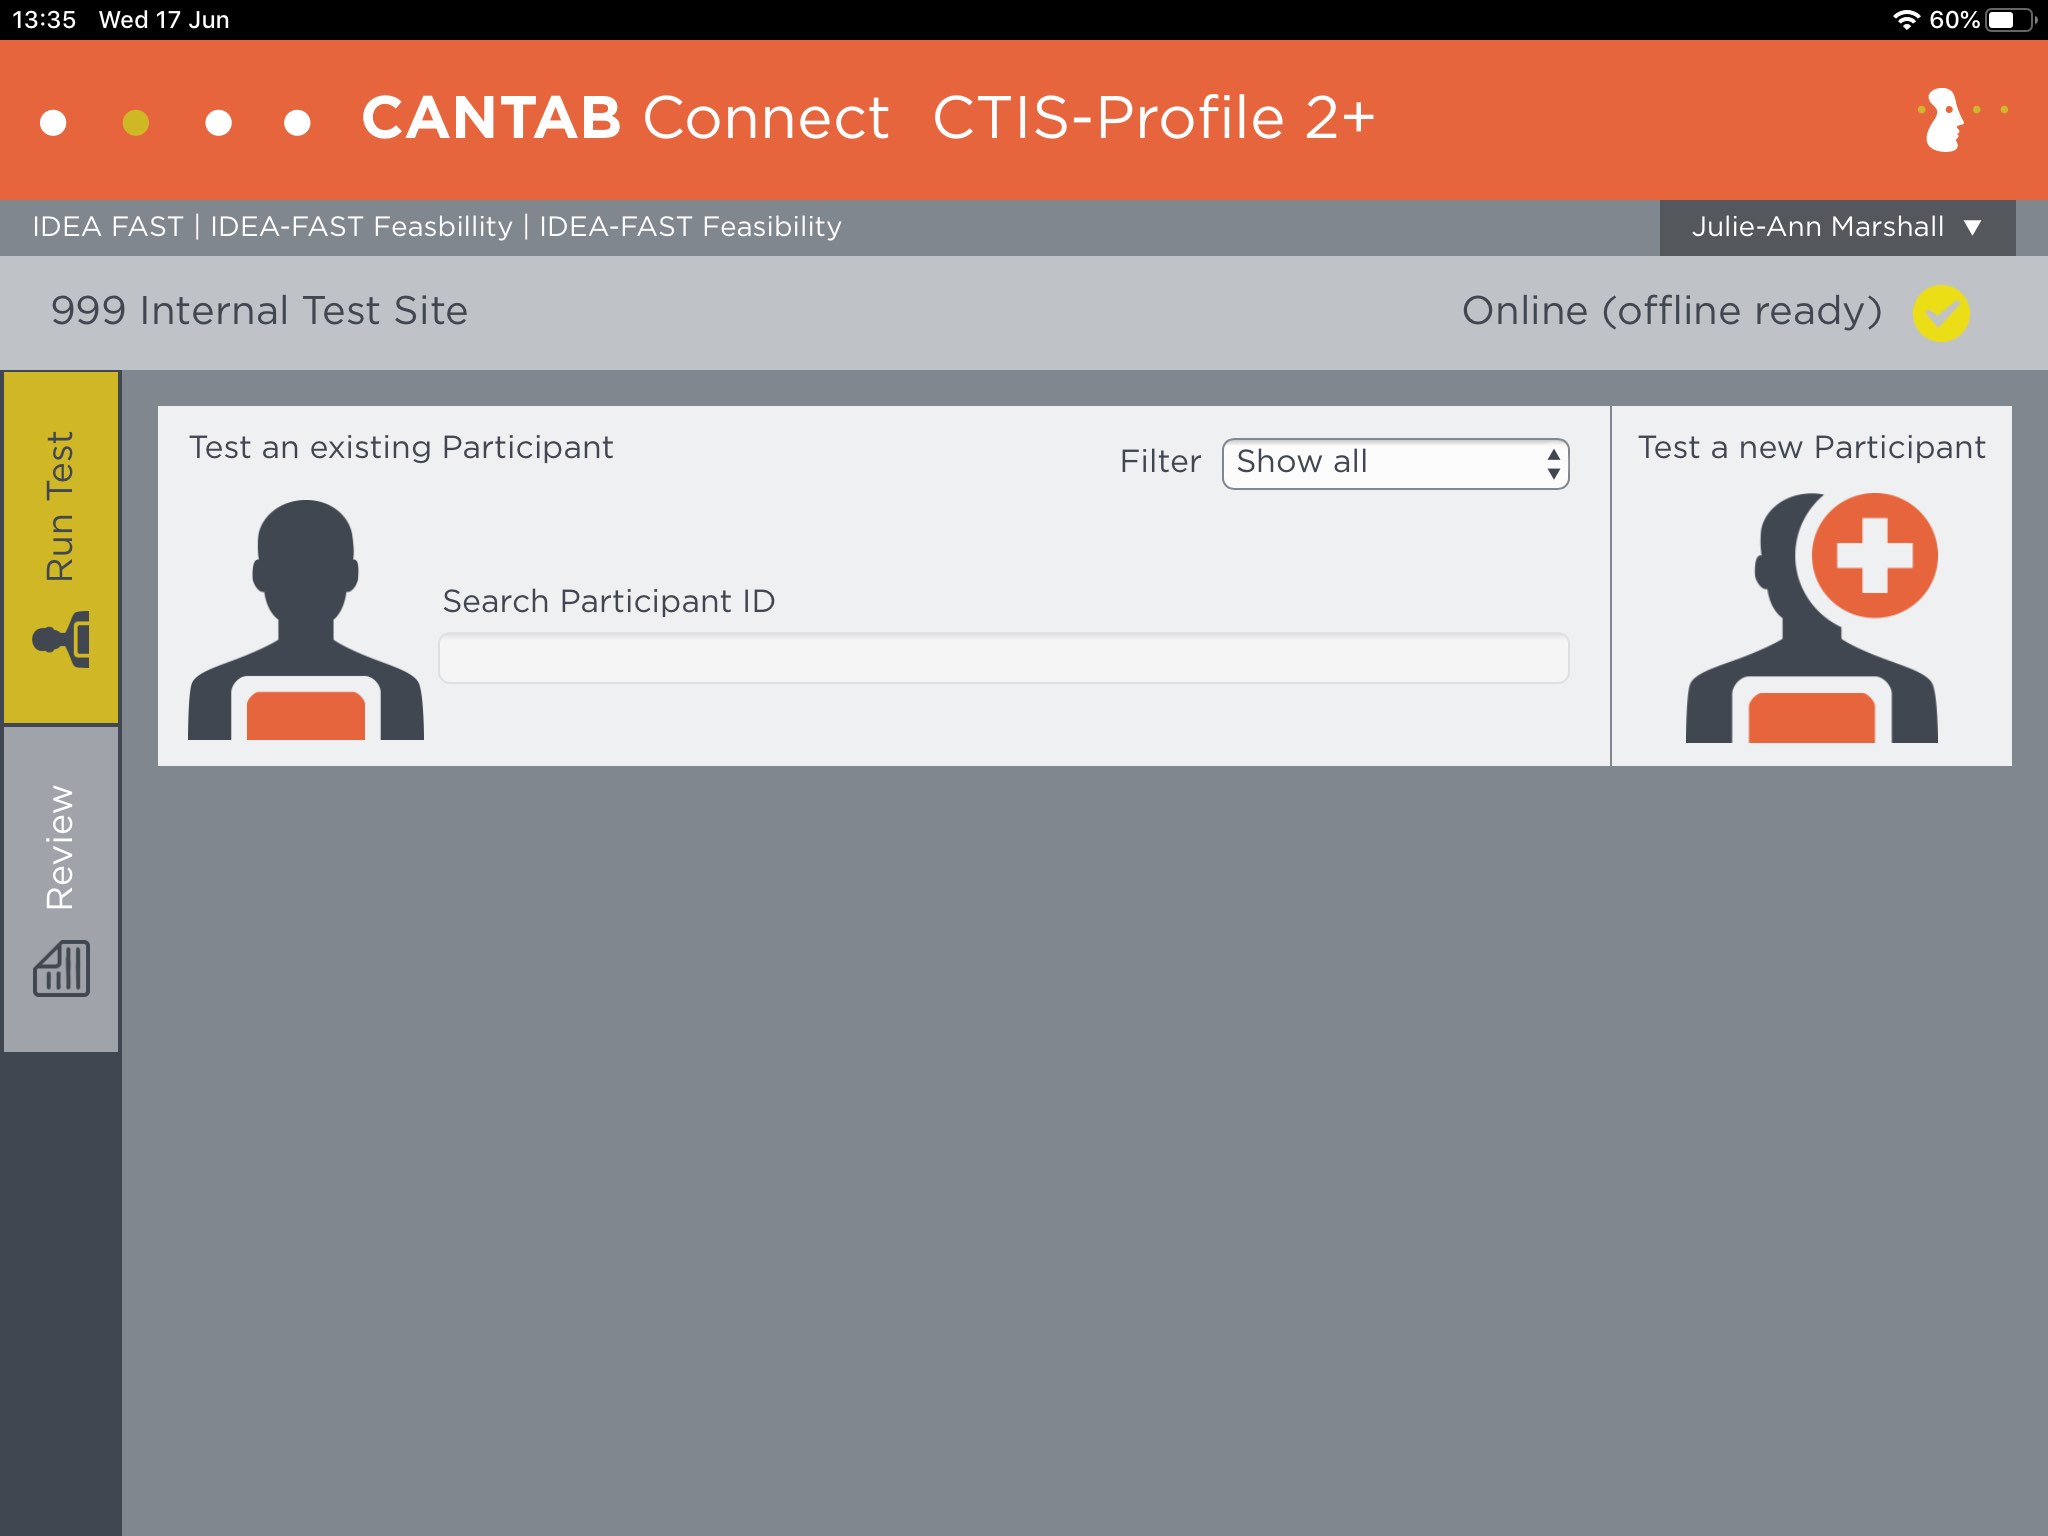 13:35 Wed 17 Jun 60%
CANTAB Connect CTIS-Profile 2+
IDEA FAST | IDEA-FAST Feasbillity | IDEA-FAST Feasibility
Julie-Ann Marshall ▼
999 Internal Test Site
Online (offline ready)
Run Test
Review
Test an existing Participant
Filter Show all
Search Participant ID
Test a new Participant